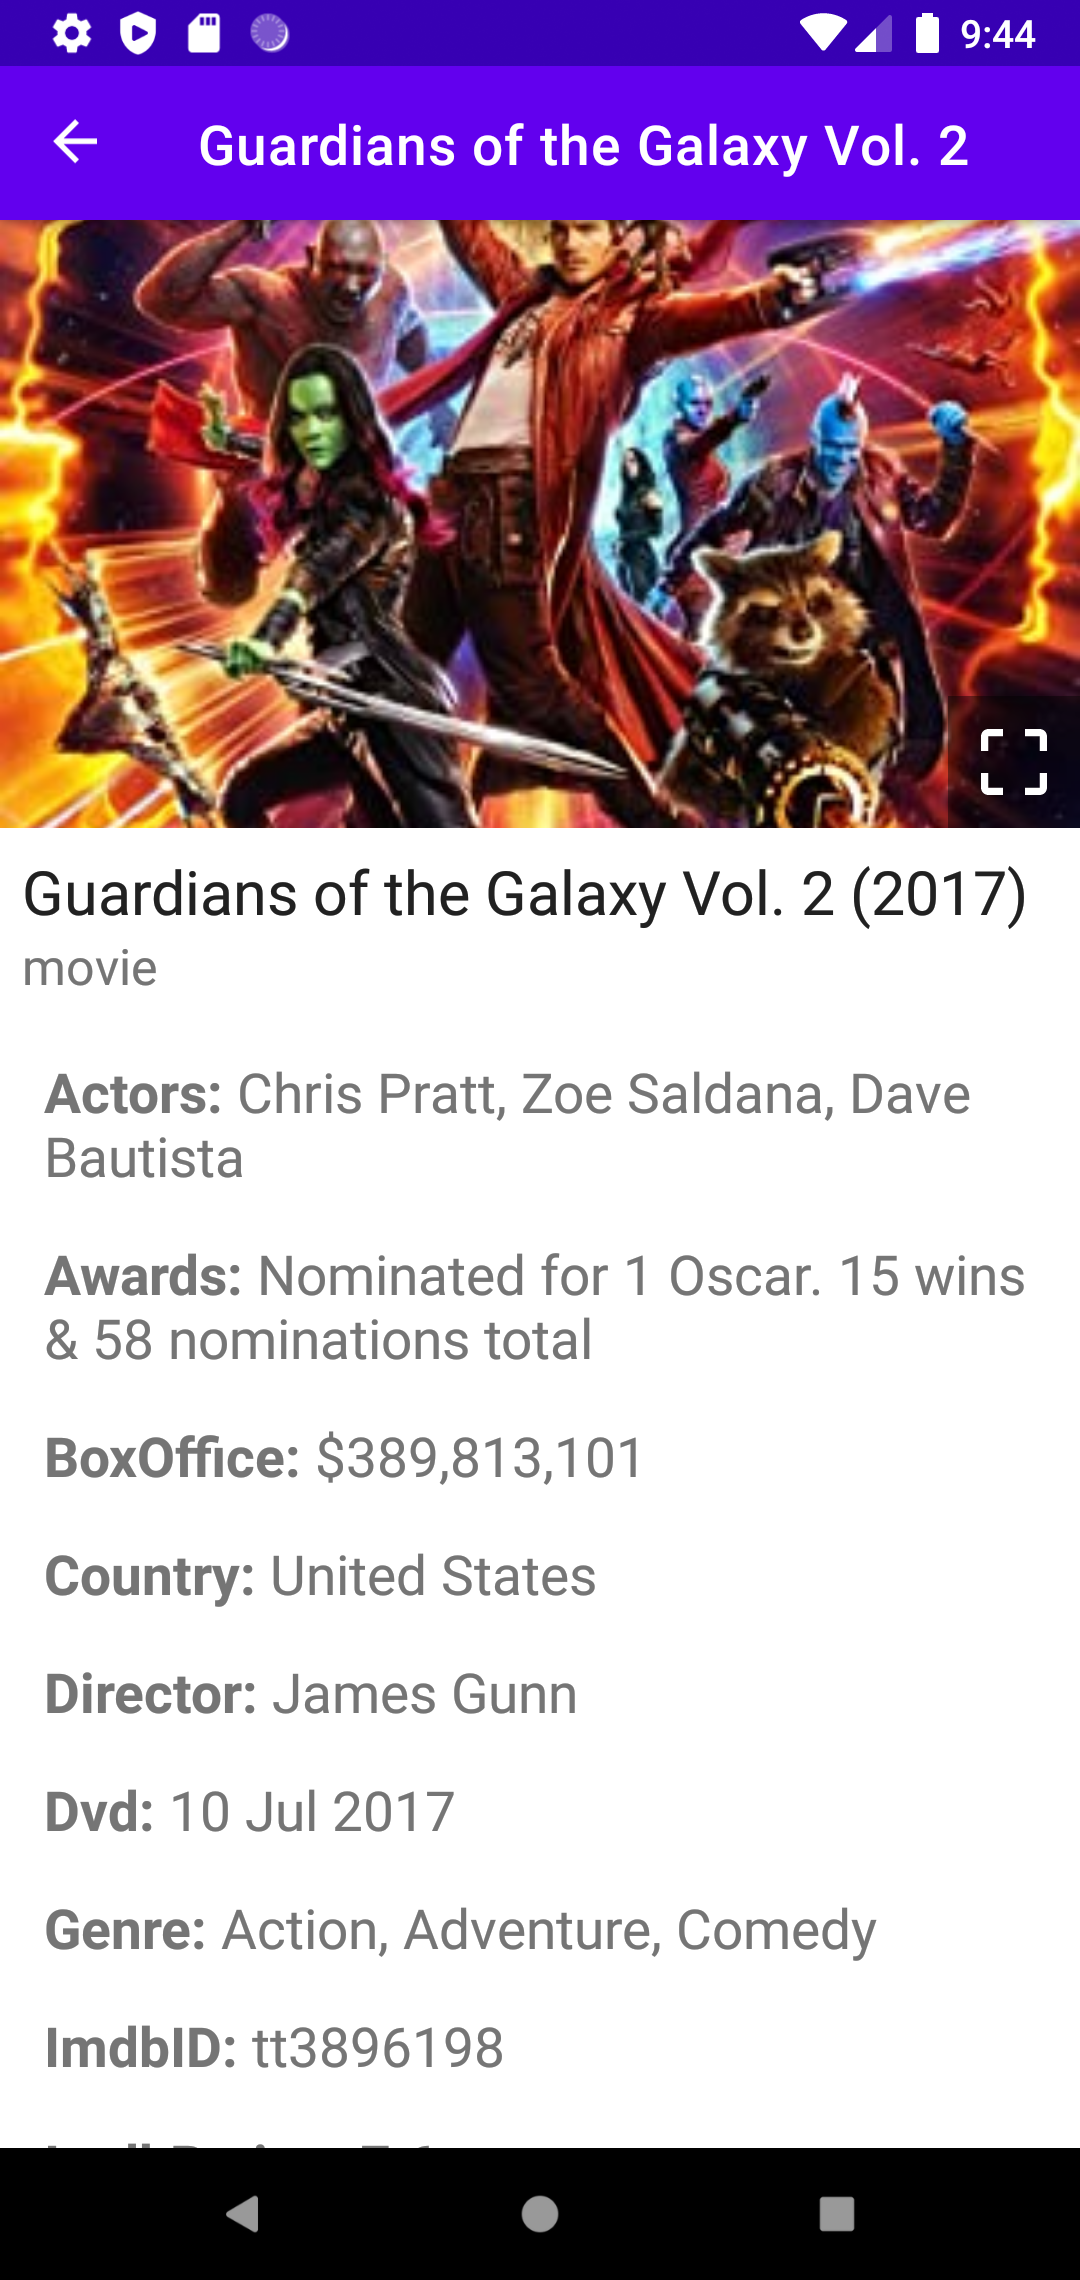 9:44
Guardians of the Galaxy Vol. 2
Guardians of the Galaxy Vol. 2 (2017)
movie
Actors: Chris Pratt, Zoe Saldana, Dave
Bautista
Awards: Nominated for 1 Oscar. 15 wins
& 58 nominations total
BoxOffice: $389,813,101
Country: United States
Director: James Gunn
Dvd: 10 Jul 2017
Genre: Action, Adventure, Comedy
ImdbID: tt3896198